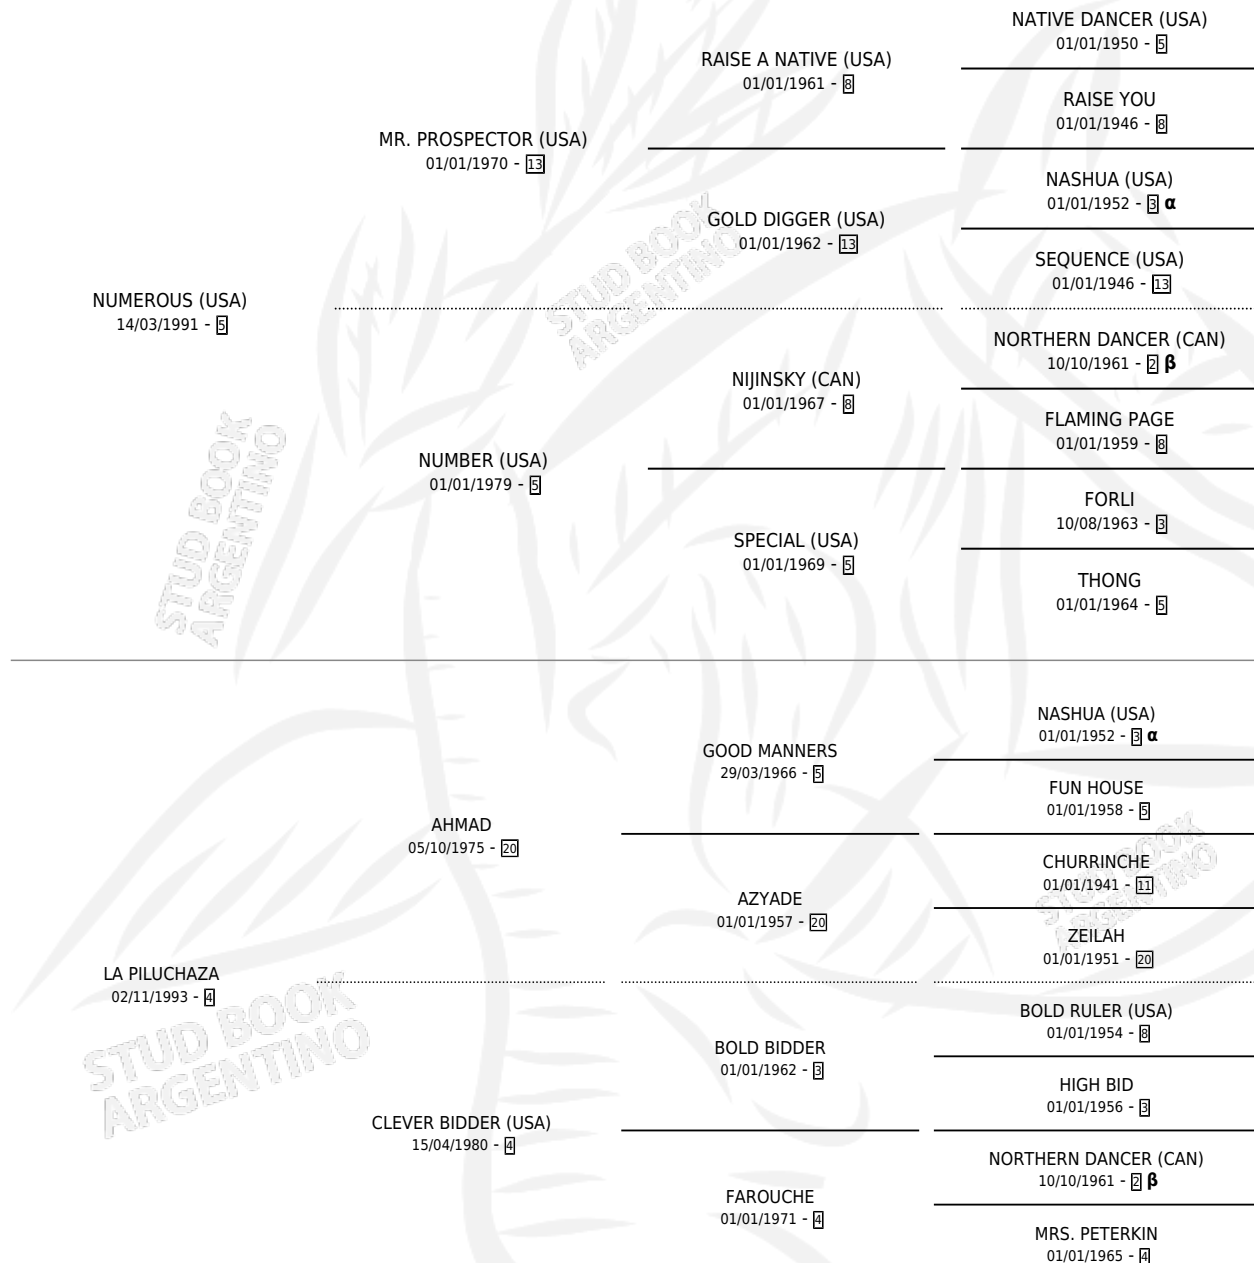 NATIVE DANCER (USA)
01/01/1950 - 5
RAISE A NATIVE (USA)
01/01/1961 - 8
RAISE YOU
01/01/1946 - 8
MR. PROSPECTOR (USA)
01/01/1970 - 13
NASHUA (USA)
01/01/1952 - 3 α
GOLD DIGGER (USA)
01/01/1962 - 13
SEQUENCE (USA)
01/01/1946 - 13
NUMEROUS (USA)
14/03/1991 - 5
NORTHERN DANCER (CAN)
10/10/1961 - 2 β
NIJINSKY (CAN)
01/01/1967 - 8
FLAMING PAGE
01/01/1959 - 8
NUMBER (USA)
01/01/1979 - 5
FORLI
10/08/1963 - 3
SPECIAL (USA)
01/01/1969 - 5
THONG
01/01/1964 - 5
NASHUA (USA)
01/01/1952 - 3 α
GOOD MANNERS
29/03/1966 - 5
FUN HOUSE
01/01/1958 - 5
AHMAD
05/10/1975 - 20
CHURRINCHE
01/01/1941 - 11
AZYADE
01/01/1957 - 20
ZEILAH
01/01/1951 - 20
LA PILUCHAZA
02/11/1993 - 4
BOLD RULER (USA)
01/01/1954 - 8
BOLD BIDDER
01/01/1962 - 3
HIGH BID
01/01/1956 - 3
CLEVER BIDDER (USA)
15/04/1980 - 4
NORTHERN DANCER (CAN)
10/10/1961 - 2 β
FAROUCHE
01/01/1971 - 4
MRS. PETERKIN
01/01/1965 - 4
STUD BOOK
ARGENTINO
STUD BOOK
ARGENTINO
STUD BOOK
ARGENTINO
STUD BOOK
ARGENTINO